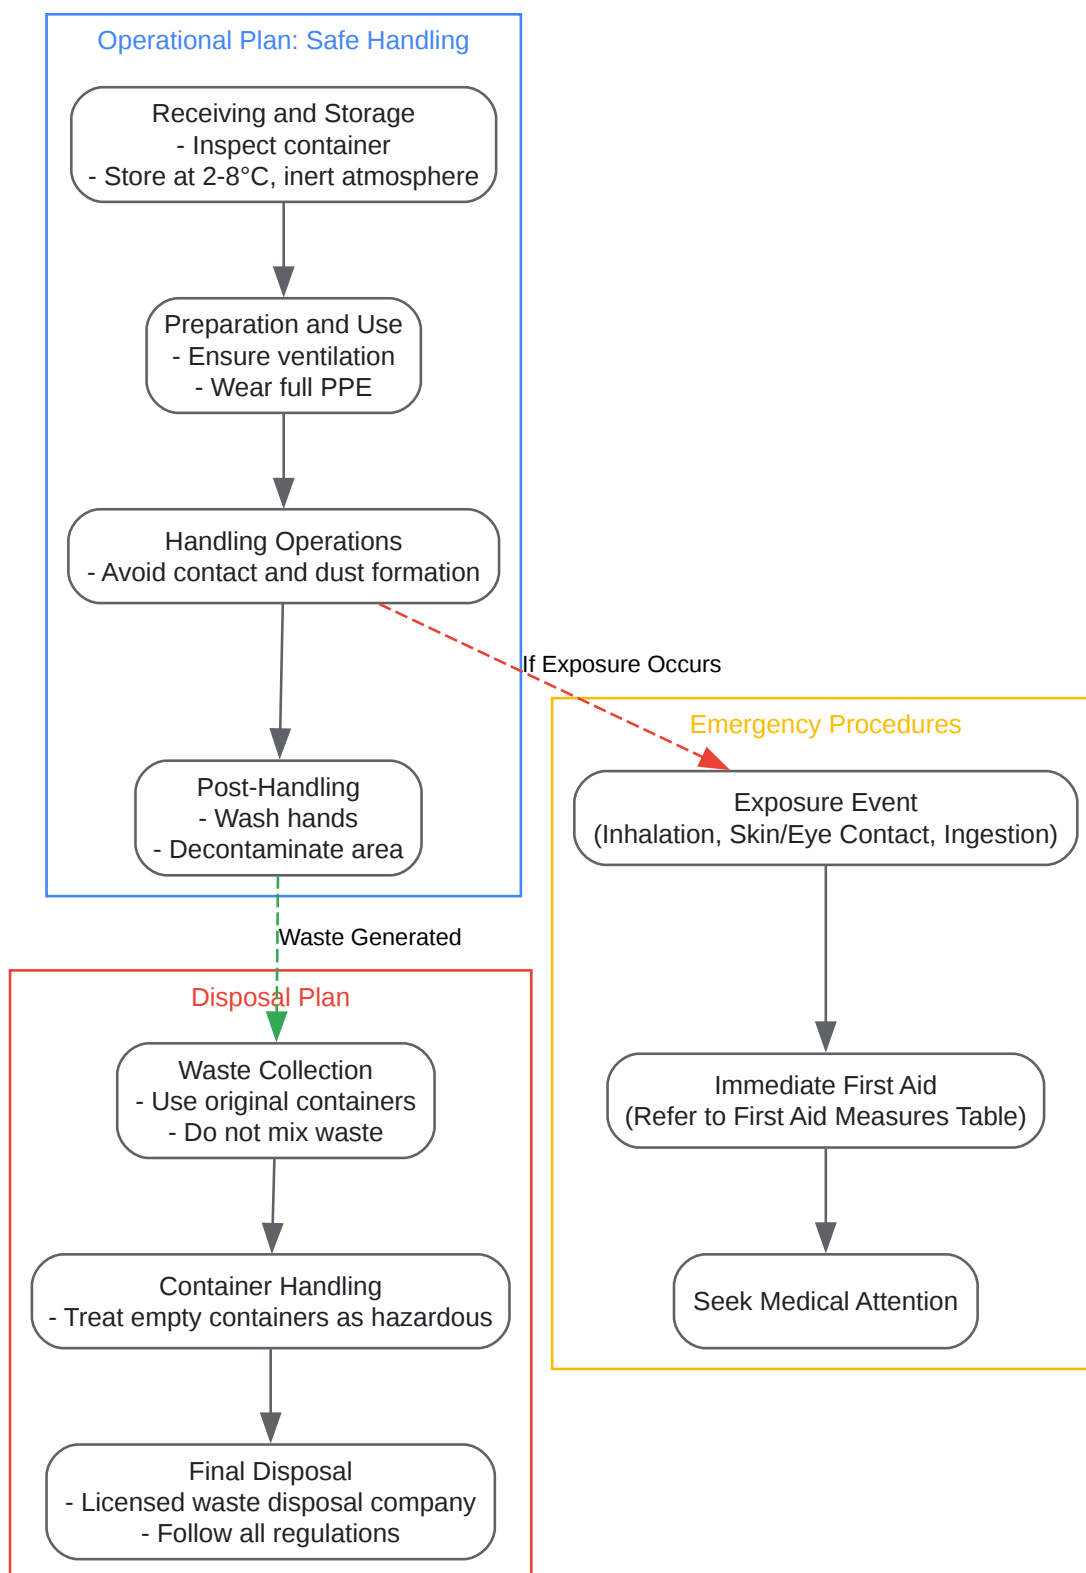 Operational Plan: Safe Handling
Receiving and Storage
- Inspect container
- Store at 2-8°C, inert atmosphere
Preparation and Use
- Ensure ventilation
- Wear full PPE
Handling Operations
- Avoid contact and dust formation
If Exposure Occurs
Post-Handling
- Wash hands
- Decontaminate area
Emergency Procedures
Exposure Event
(Inhalation, Skin/Eye Contact, Ingestion)
Immediate First Aid
(Refer to First Aid Measures Table)
Seek Medical Attention
Waste Generated
Disposal Plan
Waste Collection
- Use original containers
- Do not mix waste
Container Handling
- Treat empty containers as hazardous
Final Disposal
- Licensed waste disposal company
- Follow all regulations